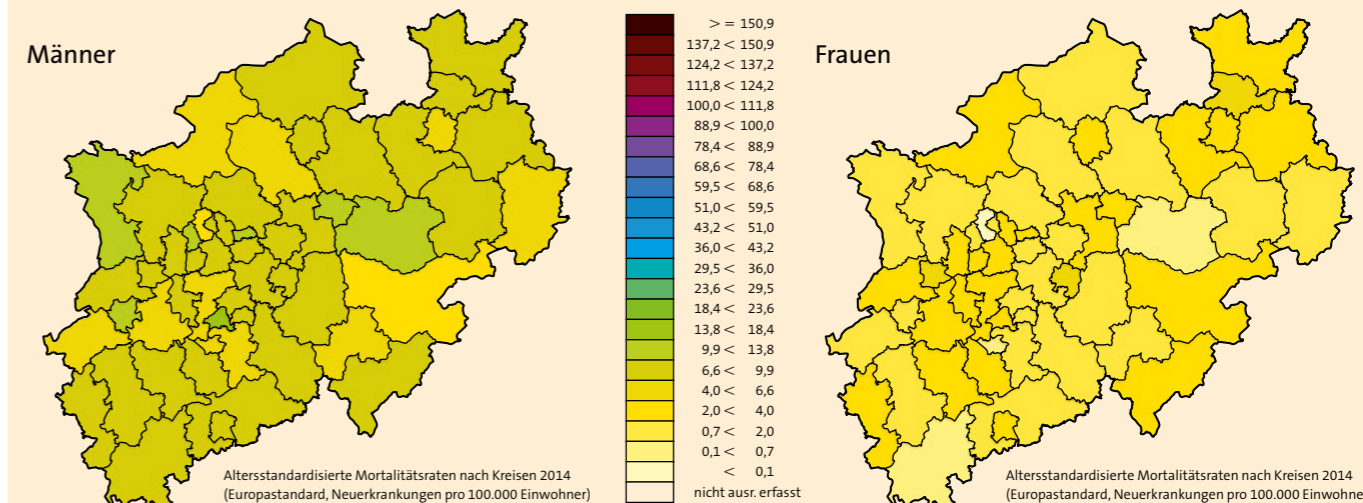 Männer
> = 150,9
137,2 < 150,9
124,2 < 137,2
111,8 < 124,2
100,0 < 111,8
88,9 < 100,0
78,4 < 88,9
68,6 < 78,4
59,5 < 68,6
51,0 < 59,5
43,2 < 51,0
36,0 < 43,2
29,5 < 36,0
23,6 < 29,5
18,4 < 23,6
13,8 < 18,4
9,9 < 13,8
6,6 < 9,9
4,0 < 6,6
2,0 < 4,0
0,7 < 2,0
0,1 < 0,7
< 0,1
nicht ausr. erfasst
Altersstandardisierte Mortalitätsraten nach Kreisen 2014
(Europastandard, Neuerkrankungen pro 100.000 Einwohner)
Frauen
Altersstandardisierte Mortalitätsraten nach Kreisen 2014
(Europastandard, Neuerkrankungen pro 100.000 Einwohne